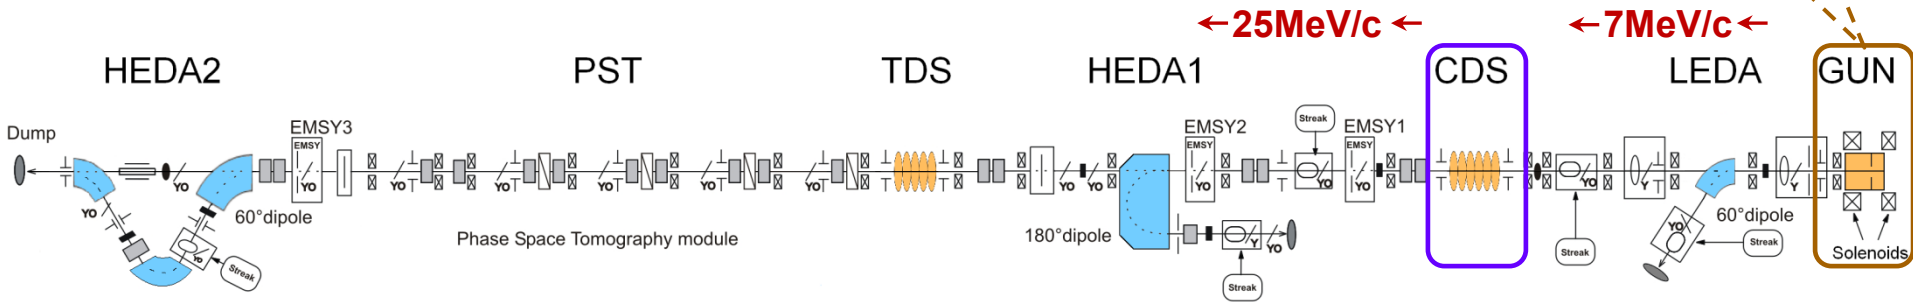 ←25MeV/c ←
←7MeV/c←
HEDA2
PST
TDS
HEDA1
CDS
LEDA
GUN
Dump
EMSY3
EMSY2
EMSY1
Streak
EMSY
EMSY
EMSY
YO
YO
YO
YO
YO
YO
YO
YO
YO
YO
YO
YO
Y
Y
YO
60°dipole
YO
60°dipole
180°dipole
Phase Space Tomography module
Y
YO
YO
Streak
Streak
Solenoids
Streak
Streak